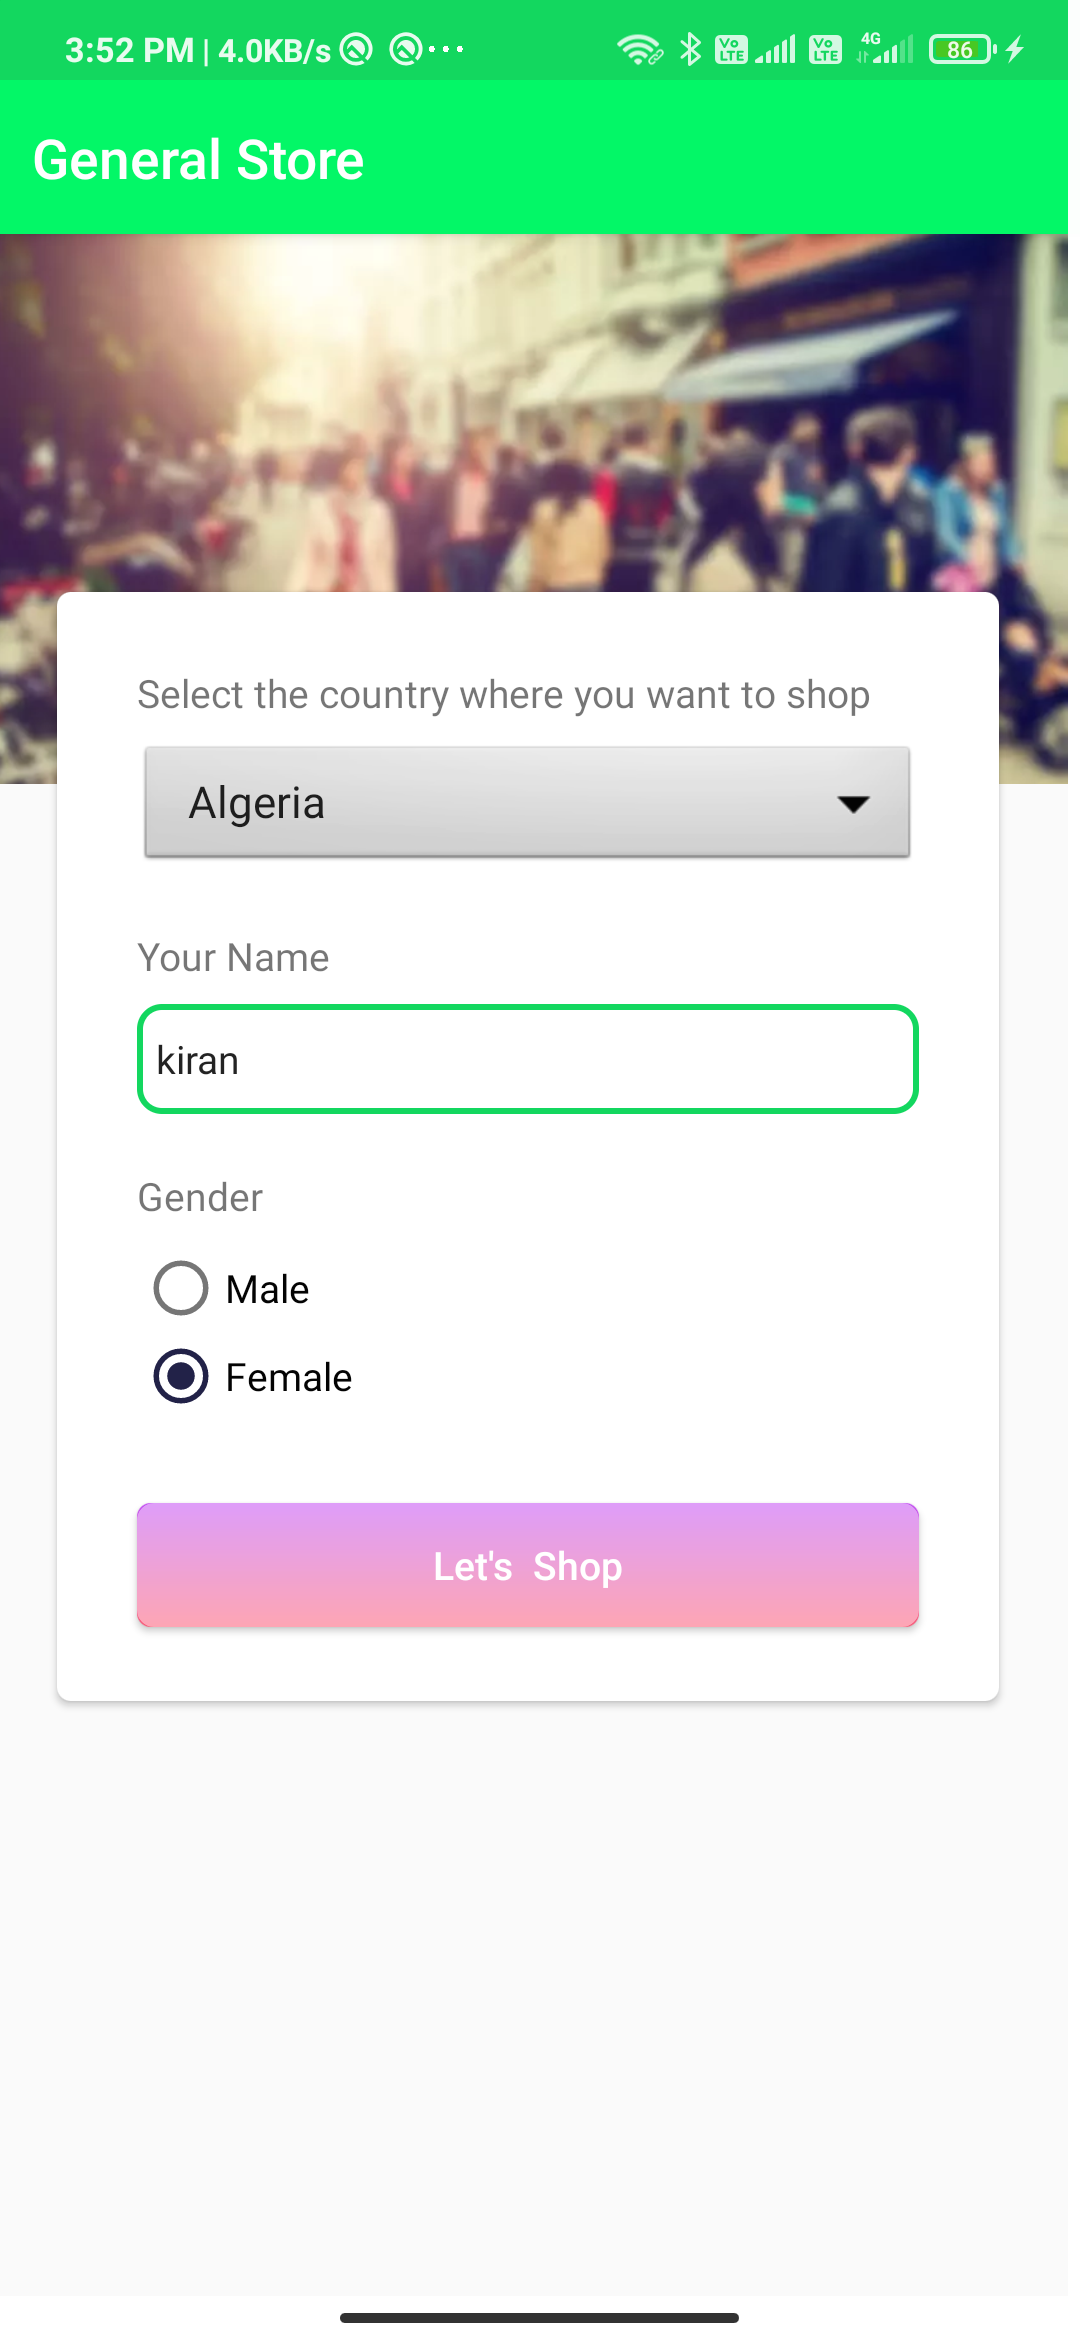 3:52 PM | 4.0KB/s ··· Vo LTE Vo LTE 4G 86
General Store
Select the country where you want to shop
Algeria
Your Name
kiran
Gender
Male
Female
Let's Shop